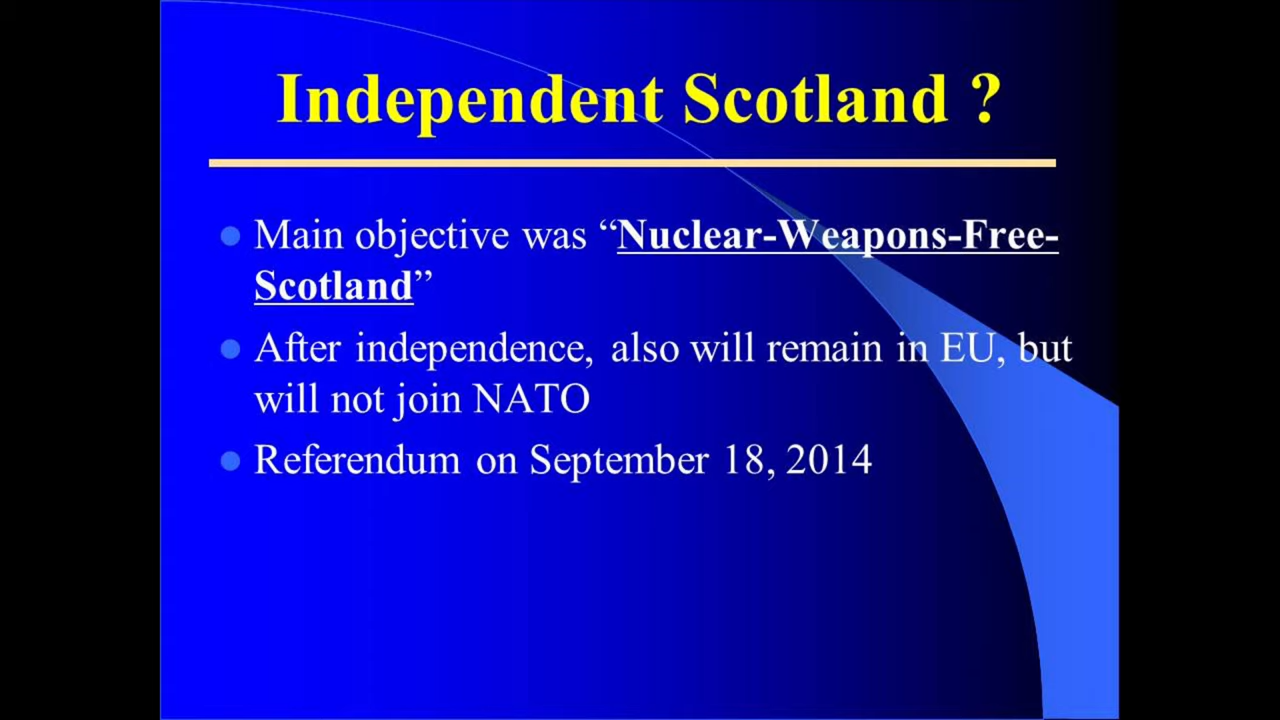 Independent Scotland ?
Main objective was “Nuclear-Weapons-Free-
Scotland”
After independence, also will remain in EU, but
will not join NATO
Referendum on September 18, 2014